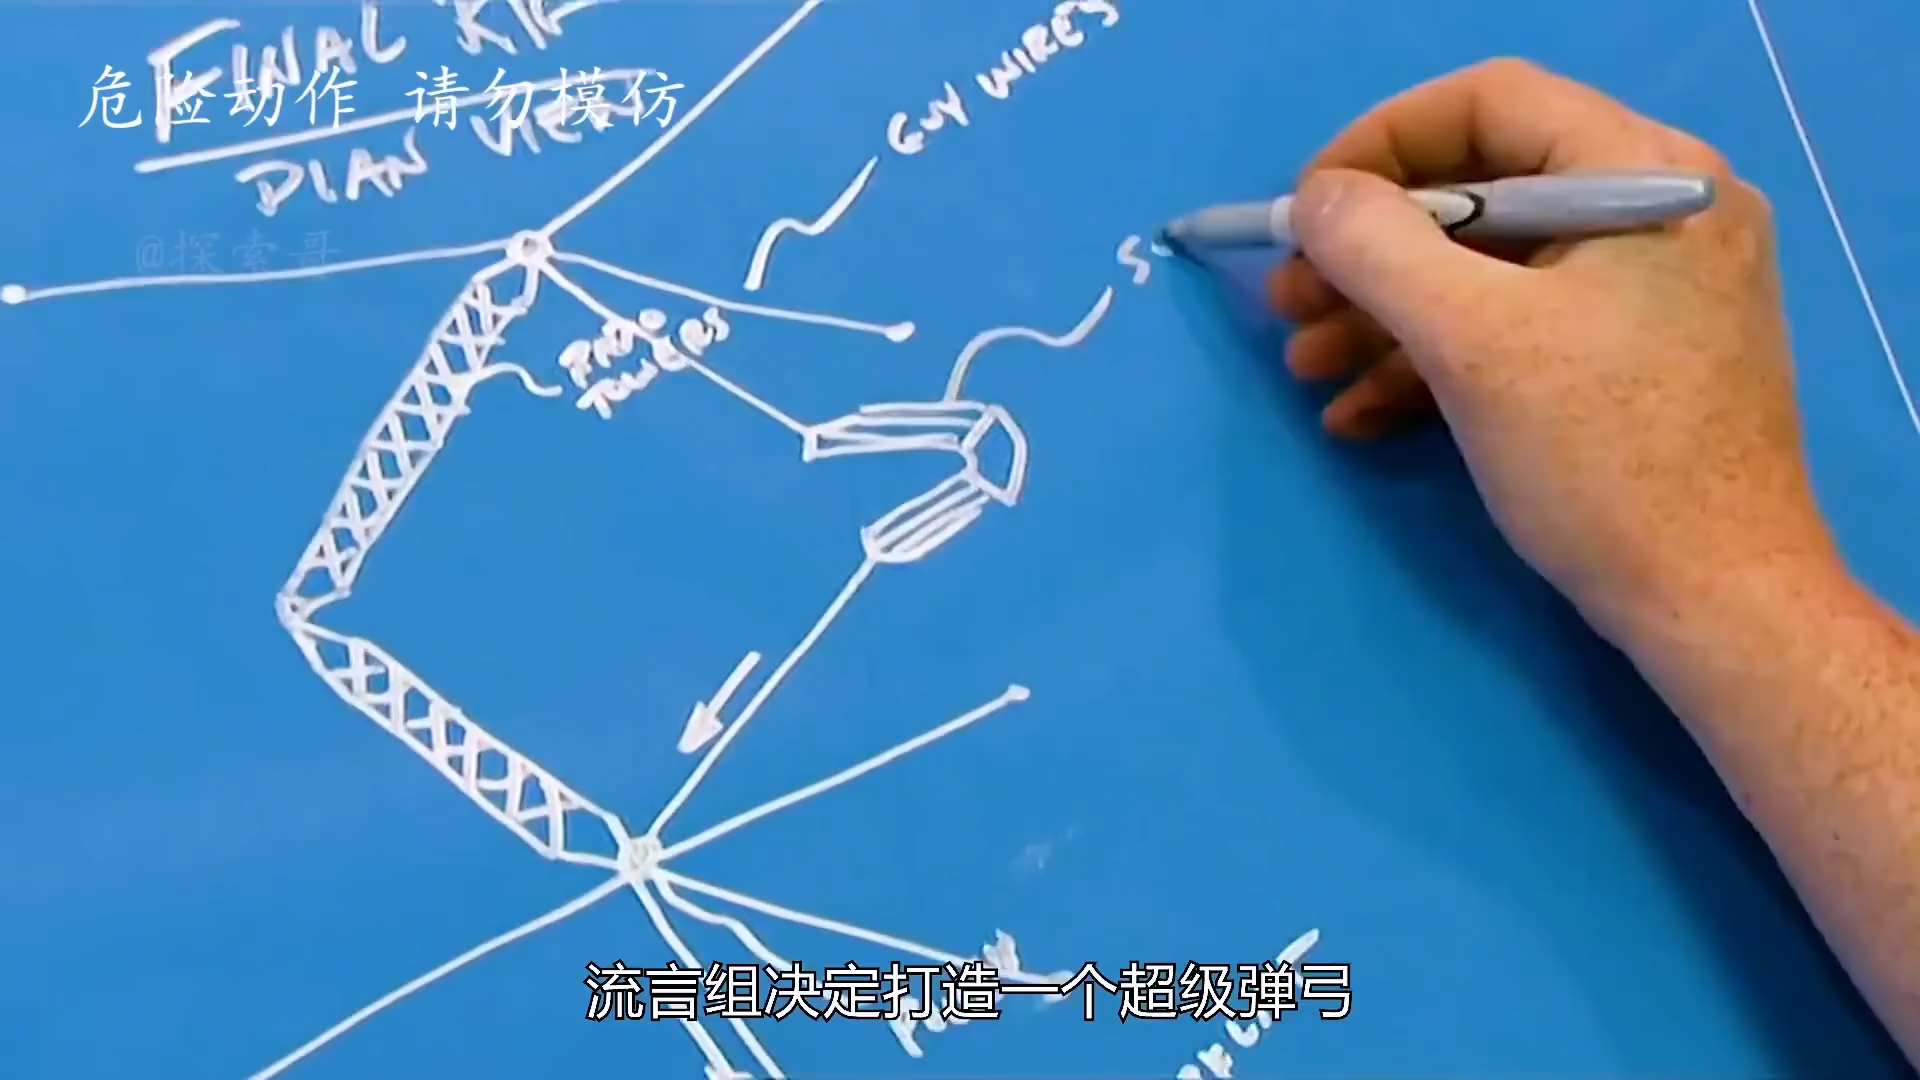 FINAL
危险动作 请勿模仿
PLAN VIEW
@探索哥
GUY WIRES
S
TOWERS
流言组决定打造一个超级弹弓